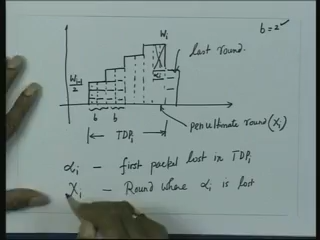 b = 2
Wi
last round.
Wi-1
2
αi
b b
penultimate round (Xi)
TDPi
αi - first packet lost in TDPi
Xi - Round where αi is lost